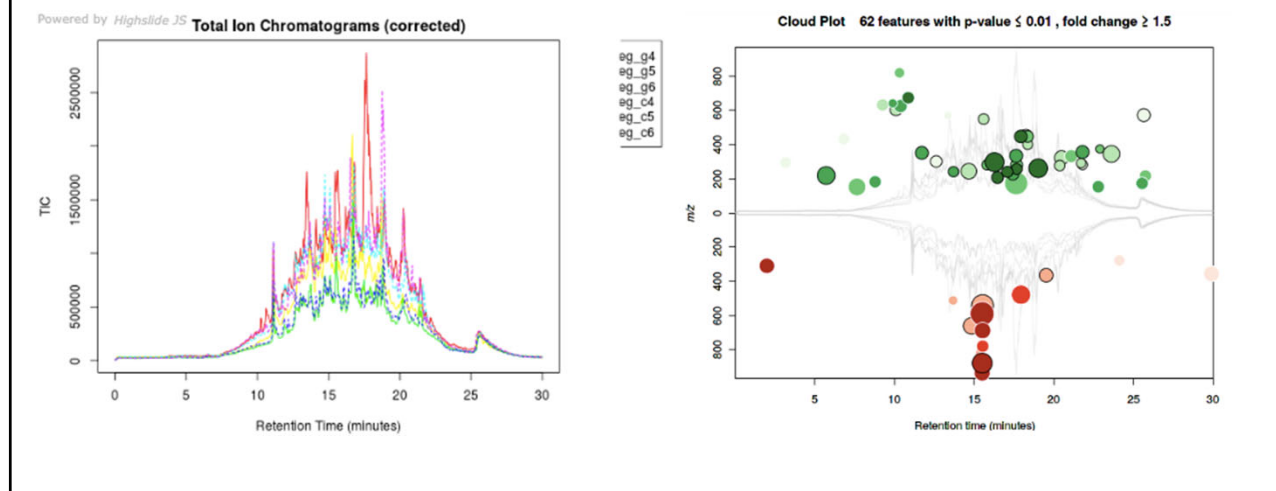 Powered by Highslide JS
Total Ion Chromatograms (corrected)
TIC
2500000
1500000
500000
0
0 5 10 15 20 25 30
Retention Time (minutes)
eg_g4
eg_g5
eg_g6
eg_c4
eg_c5
eg_c6
Cloud Plot 62 features with p-value ≤ 0.01 , fold change ≥ 1.5
m/z
800
600
400
200
0
200
400
600
800
5 10 15 20 25 30
Retention time (minutes)